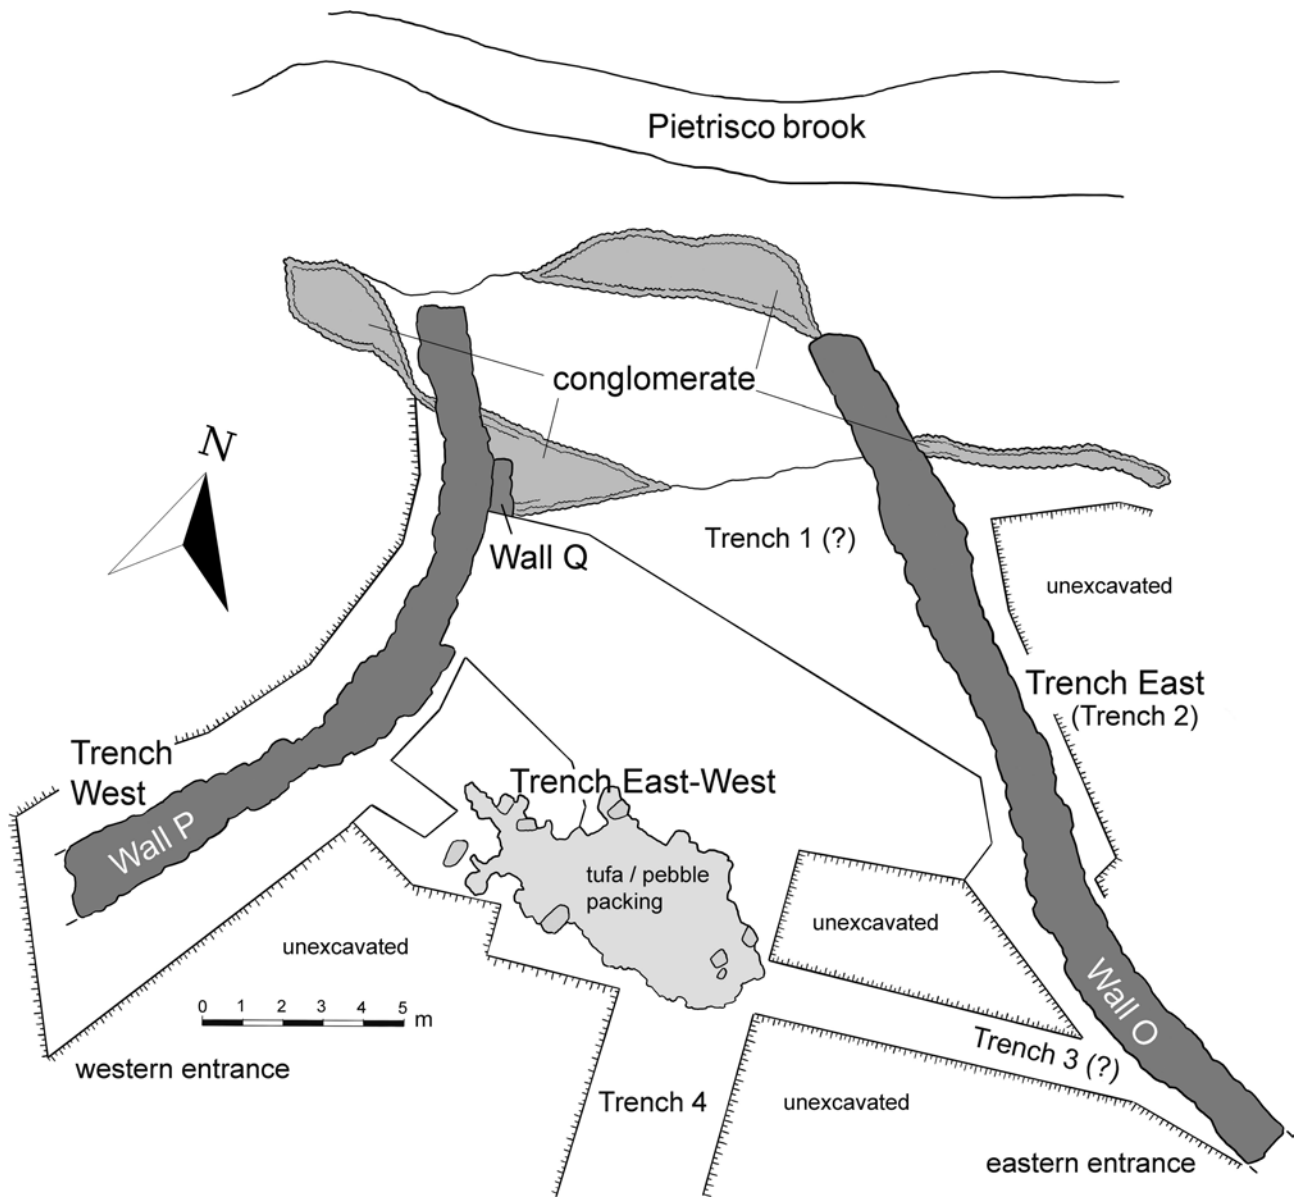 Pietrisco brook
conglomerate
N
Trench 1 (?)
Wall Q
unexcavated
Trench East
(Trench 2)
Trench
West
Trench East-West
Wall P
tufa / pebble
packing
unexcavated
unexcavated
Wall O
0 1 2 3 4 5 m
Trench 3 (?)
western entrance
Trench 4
unexcavated
eastern entrance